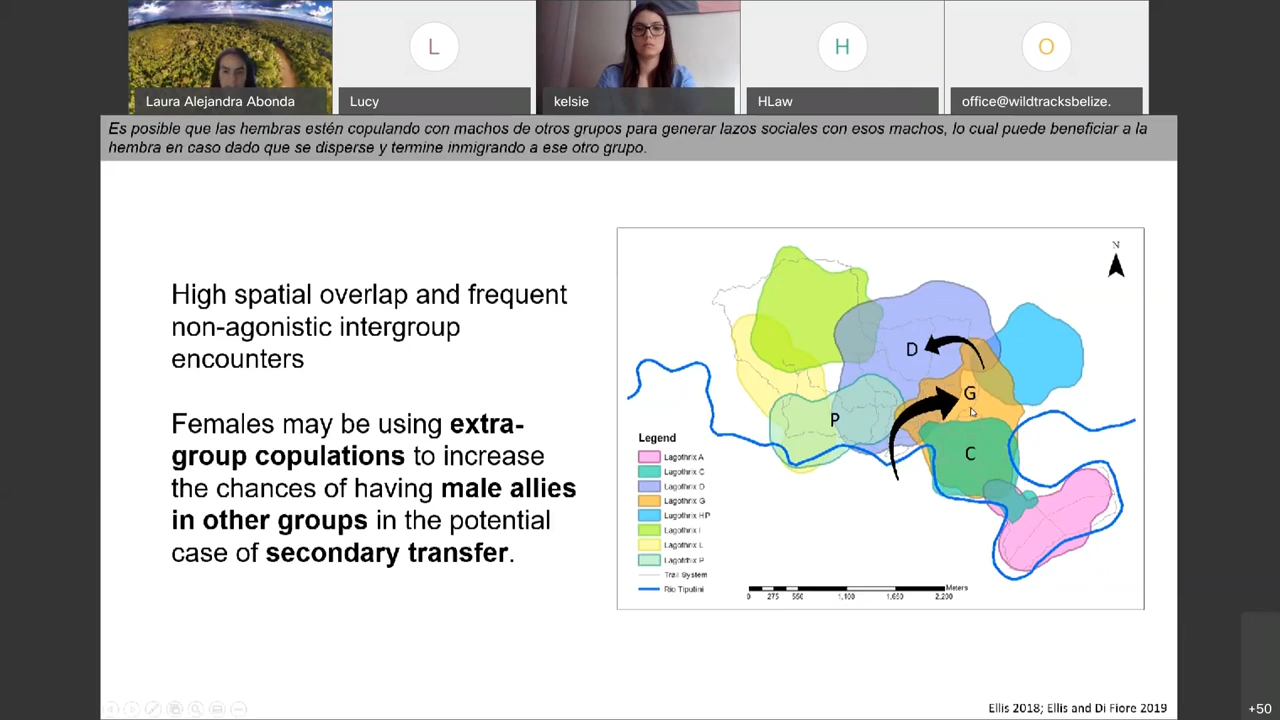 Laura Alejandra Abonda
L
Lucy
kelsie
H
HLaw
O
office@wildtracksbelize.
Es posible que las hembras estén copulando con machos de otros grupos para generar lazos sociales con esos machos, lo cual puede beneficiar a la
hembra en caso dado que se disperse y termine inmigrando a ese otro grupo.
High spatial overlap and frequent
non-agonistic intergroup
encounters
Females may be using extra-
group copulations to increase
the chances of having male allies
in other groups in the potential
case of secondary transfer.
N
D
G
P
C
Legend
Lagothrix A
Lagothrix C
Lagothrix D
Lagothrix G
Lagothrix HP
Lagothrix I
Lagothrix L
Lagothrix P
Trail System
Rio Tiputini
Meters
0 275 550 1,100 1,650 2,200
Ellis 2018; Ellis and Di Fiore 2019
+50